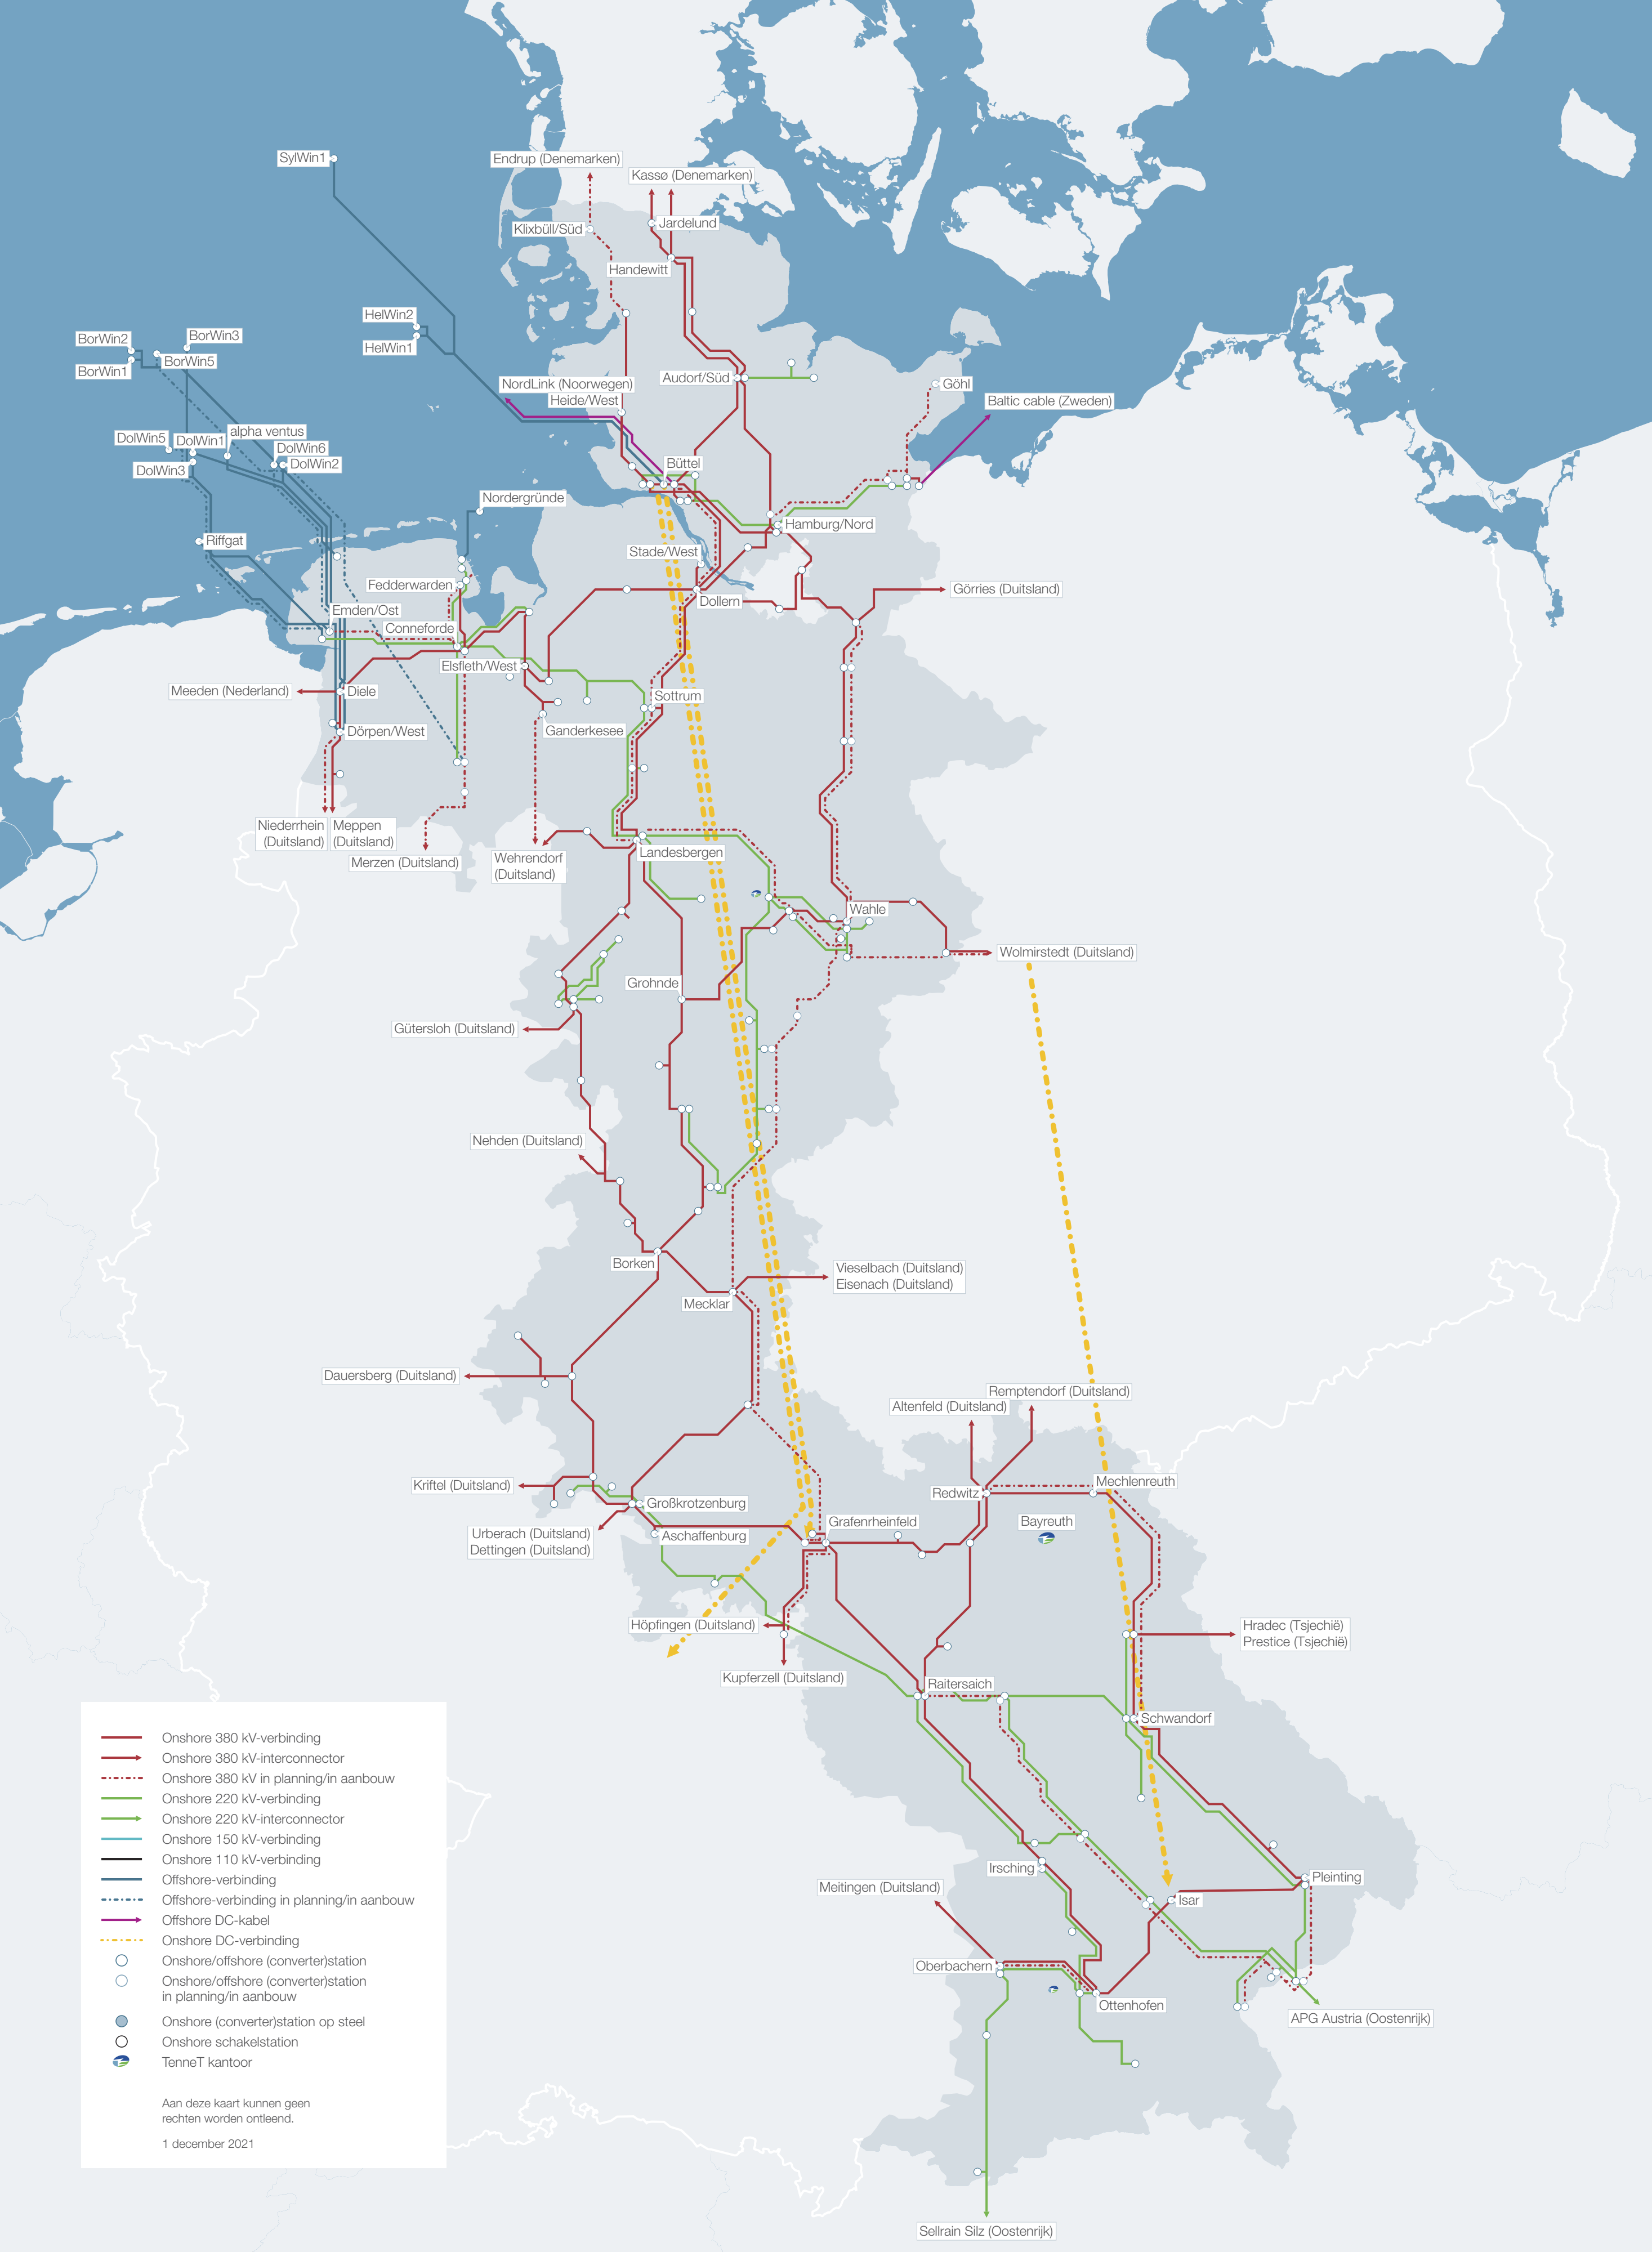 SylWin1
Endrup (Denemarken)
Kassø (Denemarken)
Klixbüll/Süd
Jardelund
Handewitt
HelWin2
HelWin1
BorWin2
BorWin3
BorWin1
BorWin5
Audorf/Süd
NordLink (Noorwegen)
Heide/West
Göhl
Baltic cable (Zweden)
alpha ventus
DolWin5
DolWin1
DolWin6
DolWin3
DolWin2
Büttel
Nordergründe
Hamburg/Nord
Riffgat
Stade/West
Fedderwarden
Görries (Duitsland)
Dollern
Emden/Ost
Conneforde
Elsfleth/West
Meeden (Nederland)
Diele
Sottrum
Dörpen/West
Ganderkesee
Niederrhein
(Duitsland)
Meppen
(Duitsland)
Merzen (Duitsland)
Wehrendorf
(Duitsland)
Landesbergen
Wahle
Wolmirstedt (Duitsland)
Grohnde
Gütersloh (Duitsland)
Nehden (Duitsland)
Borken
Vieselbach (Duitsland)
Eisenach (Duitsland)
Mecklar
Dauersberg (Duitsland)
Remptendorf (Duitsland)
Altenfeld (Duitsland)
Kriftel (Duitsland)
Mechlenreuth
Redwitz
Großkrotzenburg
Grafenrheinfeld
Bayreuth
Urberach (Duitsland)
Dettingen (Duitsland)
Aschaffenburg
Höpfingen (Duitsland)
Hradec (Tsjechië)
Prestice (Tsjechië)
Kupferzell (Duitsland)
Raitersaich
Schwandorf
Irsching
Pleinting
Meitingen (Duitsland)
Isar
Oberbachern
Ottenhofen
APG Austria (Oostenrijk)
Sellrain Silz (Oostenrijk)
Onshore 380 kV-verbinding
Onshore 380 kV-interconnector
Onshore 380 kV in planning/in aanbouw
Onshore 220 kV-verbinding
Onshore 220 kV-interconnector
Onshore 150 kV-verbinding
Onshore 110 kV-verbinding
Offshore-verbinding
Offshore-verbinding in planning/in aanbouw
Offshore DC-kabel
Onshore DC-verbinding
Onshore/offshore (converter)station
Onshore/offshore (converter)station
in planning/in aanbouw
Onshore (converter)station op steel
Onshore schakelstation
TenneT kantoor
Aan deze kaart kunnen geen
rechten worden ontleend.
1 december 2021